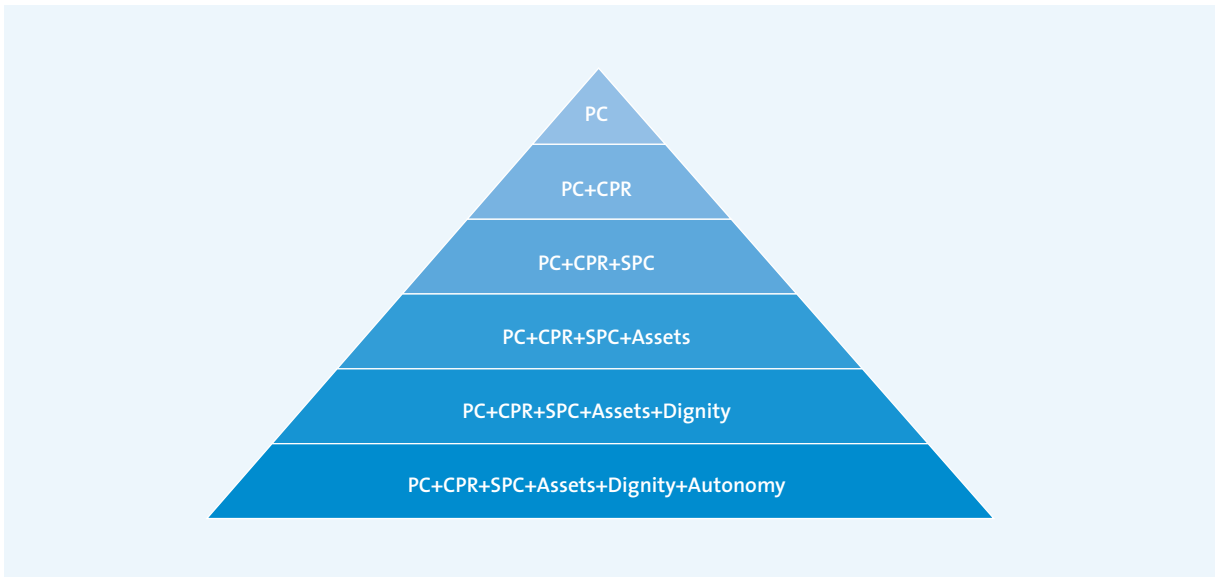 PC
PC+CPR
PC+CPR+SPC
PC+CPR+SPC+Assets
PC+CPR+SPC+Assets+Dignity
PC+CPR+SPC+Assets+Dignity+Autonomy